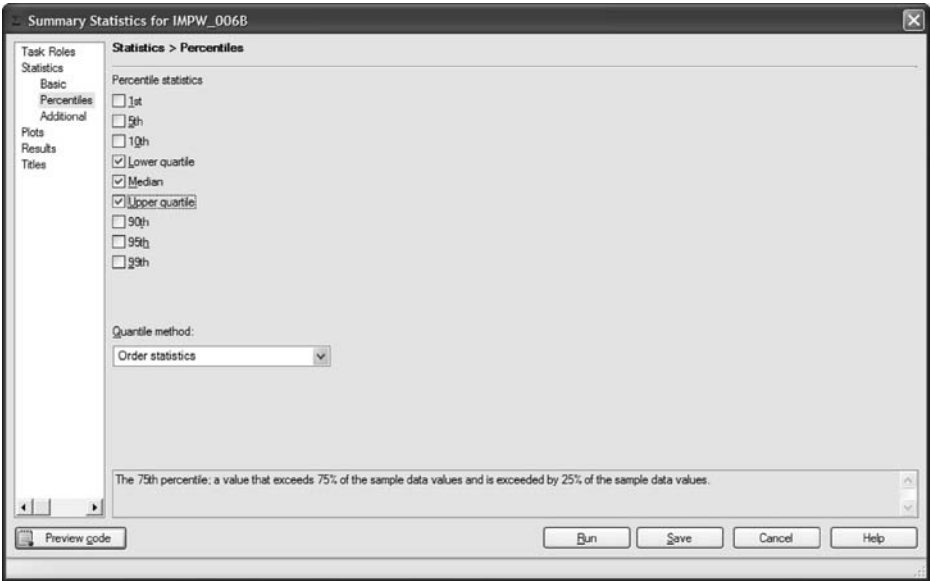 Summary Statistics for IMPW_006B
Task Roles
Statistics
Basic
Percentiles
Additional
Plots
Results
Titles
Statistics > Percentiles
Percentile statistics
1st
5th
10th
Lower quartile
Median
Upper quartile
90th
95th
99th
Quantile method:
Order statistics
The 75th percentile; a value that exceeds 75% of the sample data values and is exceeded by 25% of the sample data values.
Preview code
Run
Save
Cancel
Help